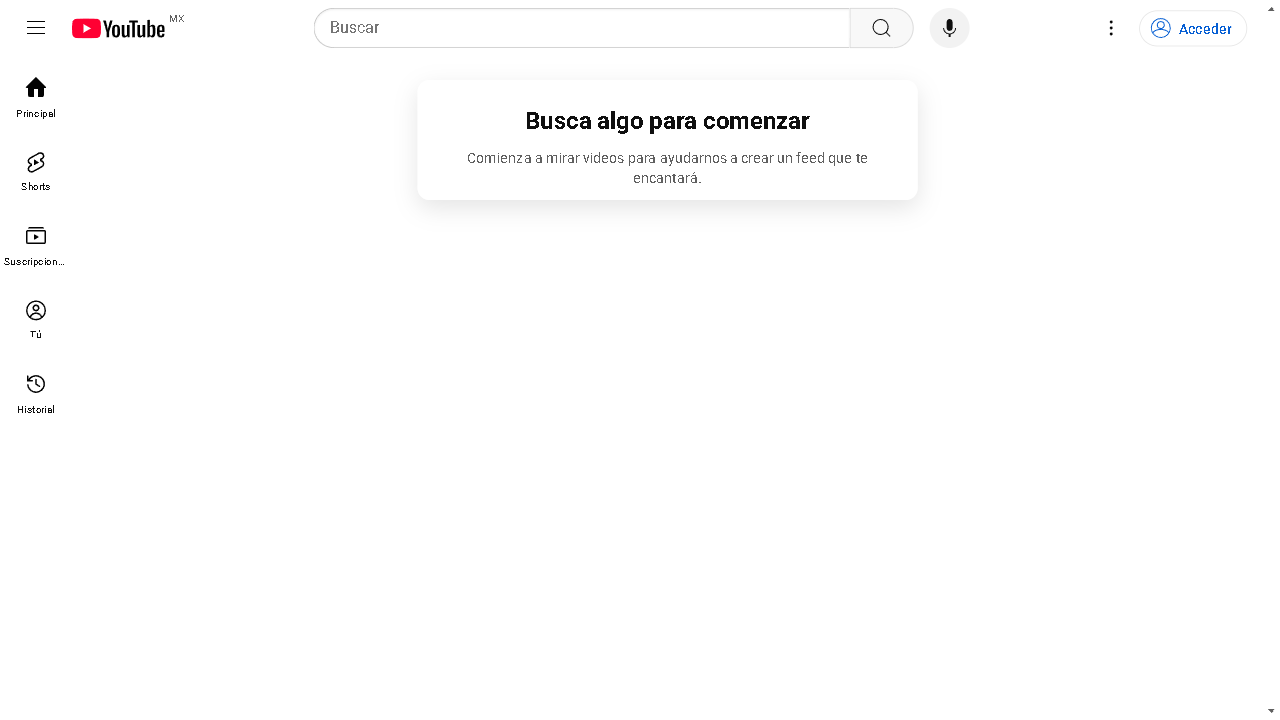 YouTube MX
Buscar
Acceder
Principal
Shorts
Suscripcion...
Tú
Historial
Busca algo para comenzar
Comienza a mirar videos para ayudarnos a crear un feed que te
encantará.